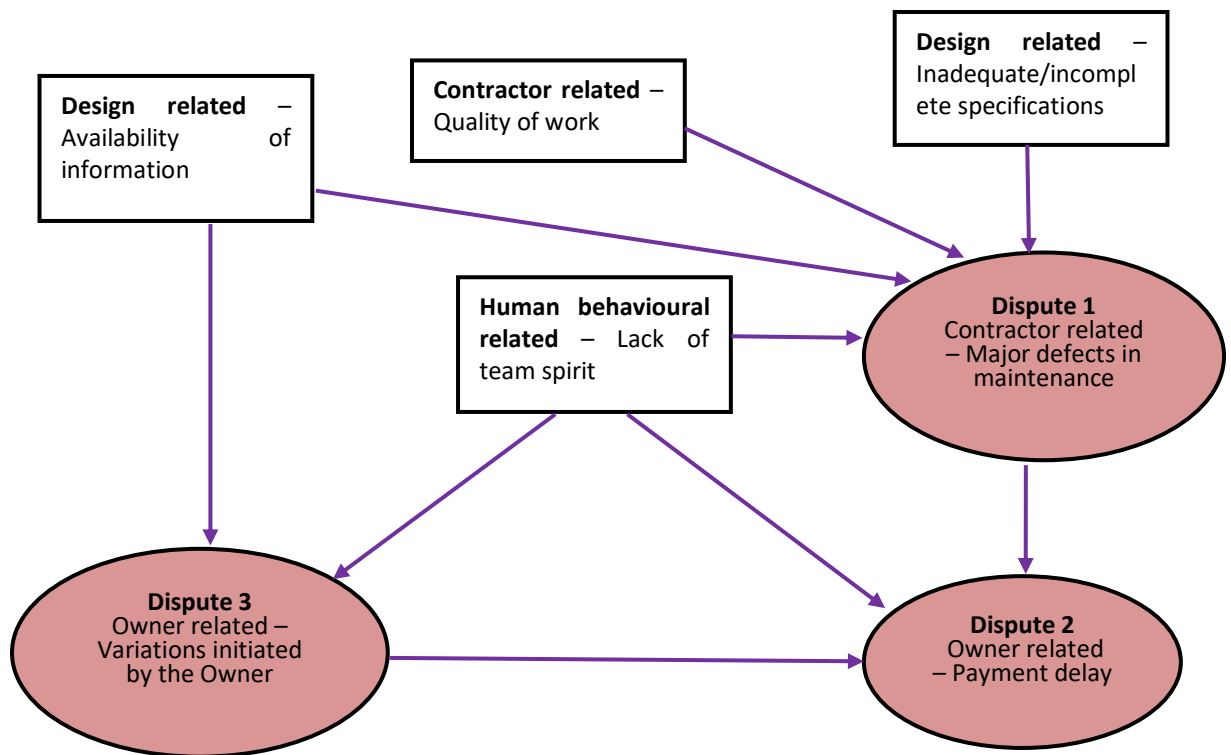 Design related –
Availability of
information
Contractor related –
Quality of work
Design related –
Inadequate/incompl
ete specifications
Human behavioural
related – Lack of
team spirit
Dispute 1
Contractor related
– Major defects in
maintenance
Dispute 3
Owner related –
Variations initiated
by the Owner
Dispute 2
Owner related
– Payment delay